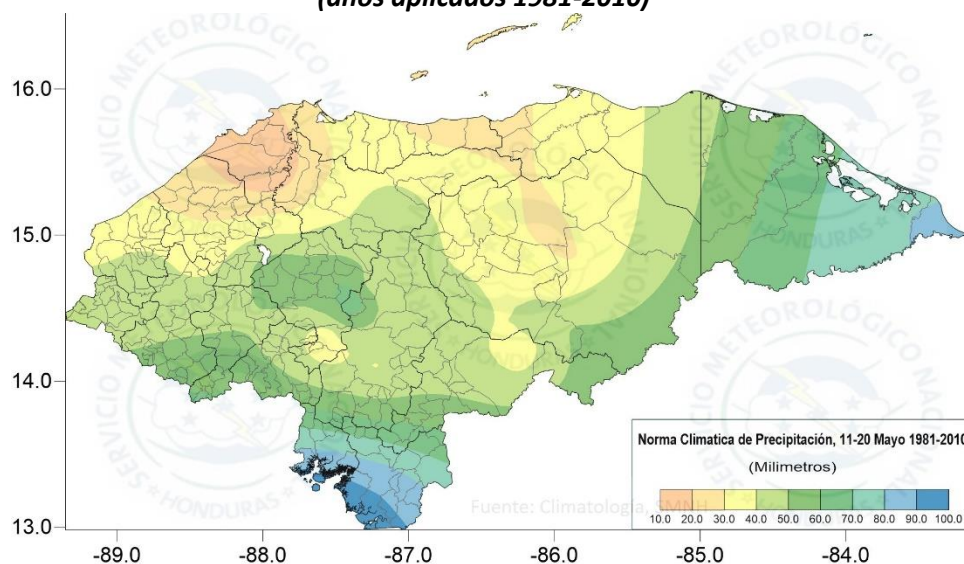 (años aplicados 1981-2010)
16.0
15.0
14.0
13.0
-89.0 -88.0 -87.0 -86.0 -85.0 -84.0
Norma Climatica de Precipitación, 11-20 Mayo 1981-2010
(Milimetros)
10.0 20.0 30.0 40.0 50.0 60.0 70.0 80.0 90.0 100.0
Fuente: Climatología, SMNH
SERVICIO METEOROLÓGICO NACIONAL
HONDURAS